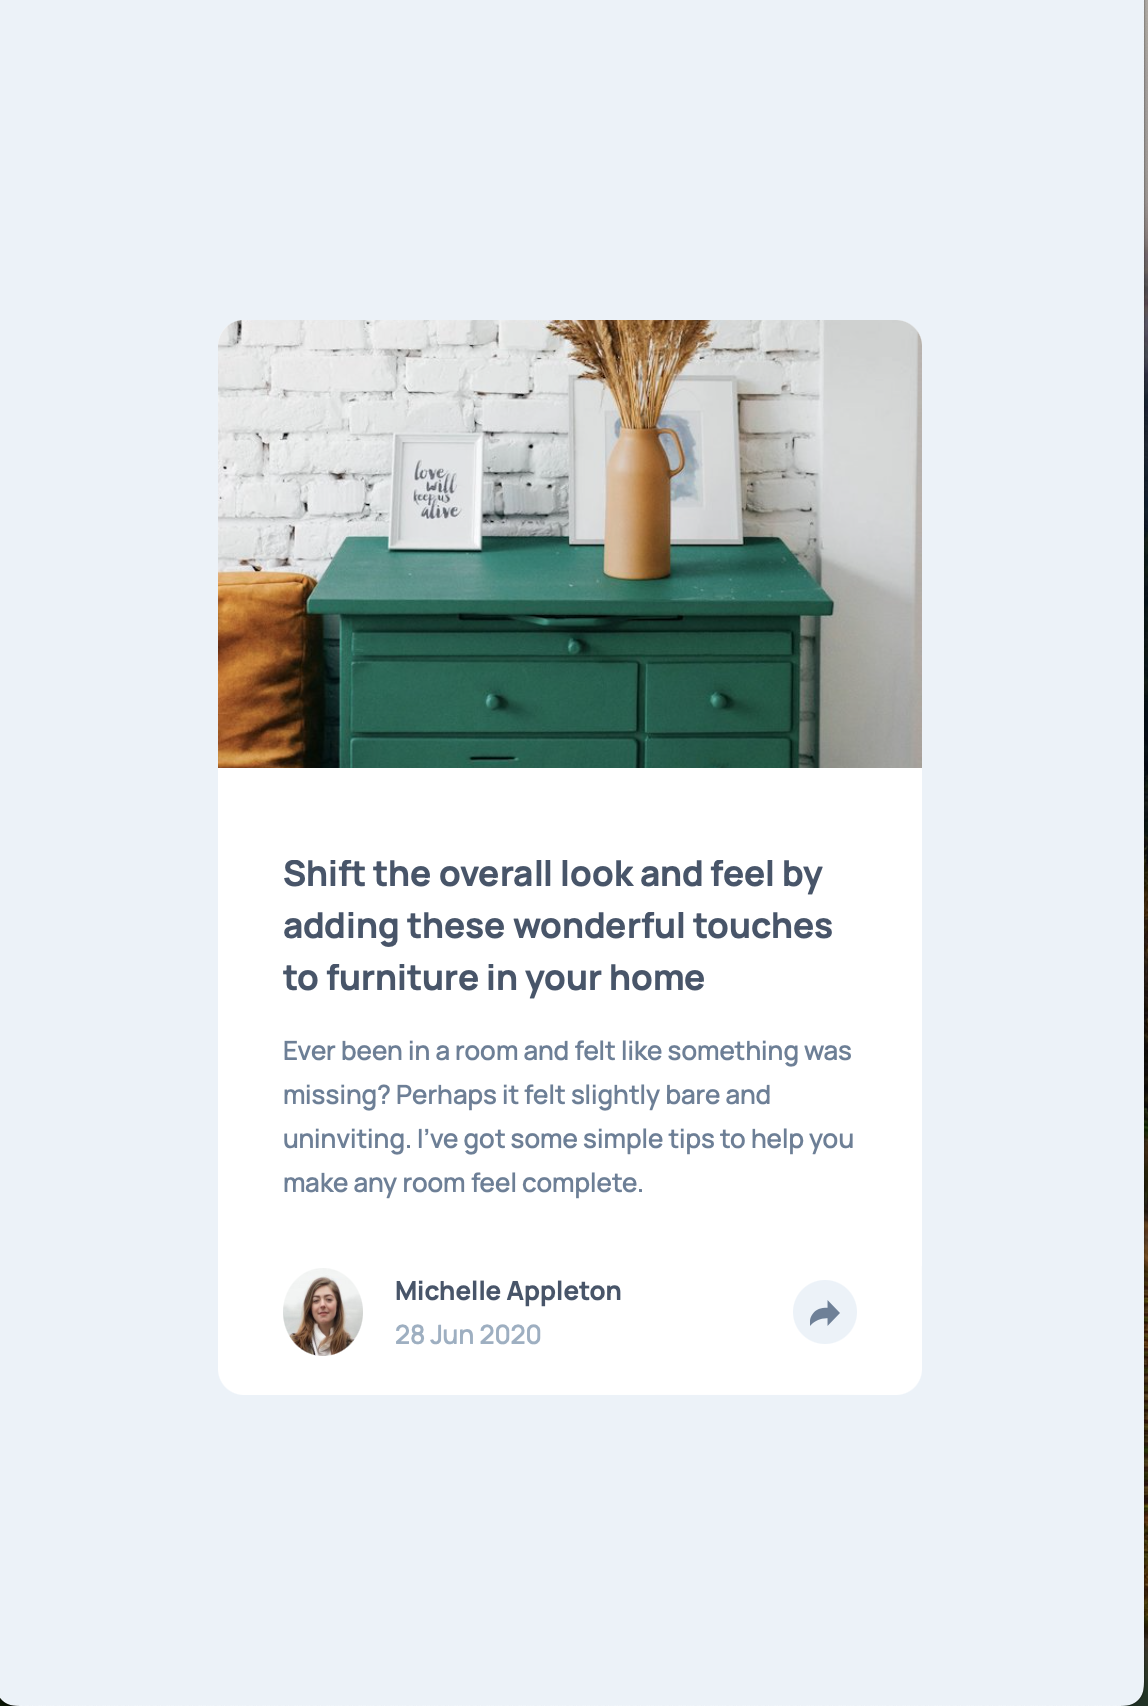 love
will
keep us
alive
Shift the overall look and feel by
adding these wonderful touches
to furniture in your home
Ever been in a room and felt like something was
missing? Perhaps it felt slightly bare and
uninviting. I’ve got some simple tips to help you
make any room feel complete.
Michelle Appleton
28 Jun 2020